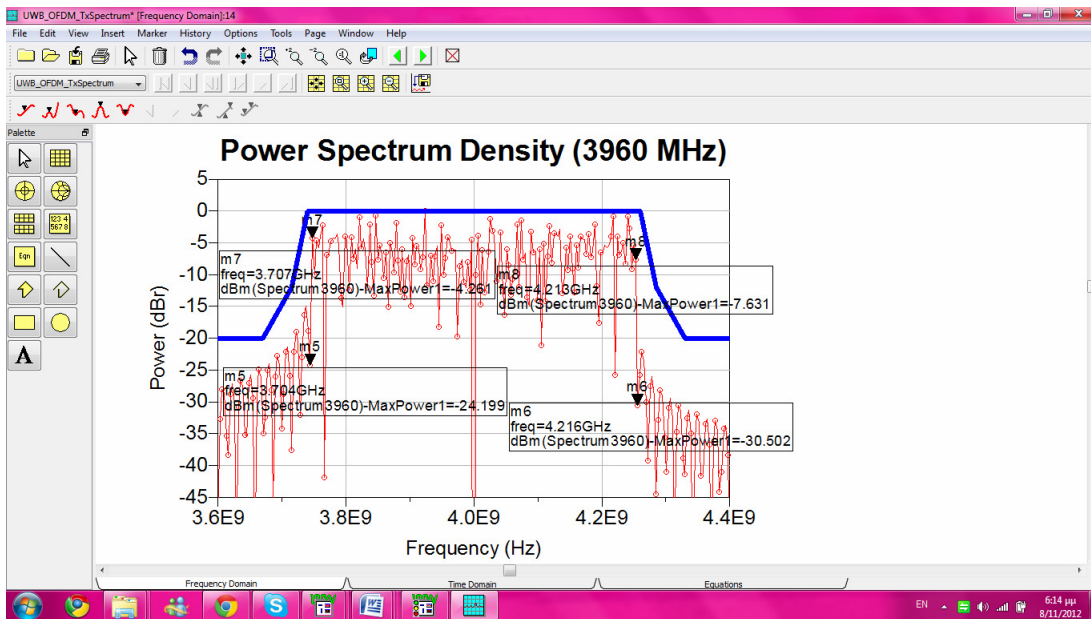 UWB_OFDM_TxSpectrum* [Frequency Domain]:14
File Edit View Insert Marker History Options Tools Page Window Help
UWB_OFDM_TxSpectrum
Palette
Eqn
123 4
567 8
A
Power Spectrum Density (3960 MHz)
Power (dBr)
5
0
-5
-10
-15
-20
-25
-30
-35
-40
-45
m7
m8
m5
m6
m7
freq=3.707GHz
dBm(Spectrum3960)-MaxPower1=-4.261
m8
freq=4.213GHz
dBm(Spectrum3960)-MaxPower1=-7.631
m5
freq=3.704GHz
dBm(Spectrum3960)-MaxPower1=-24.199
m6
freq=4.216GHz
dBm(Spectrum3960)-MaxPower1=-30.502
3.6E9 3.8E9 4.0E9 4.2E9 4.4E9
Frequency (Hz)
Frequency Domain Time Domain Equations
EN
6:14 μμ
8/11/2012